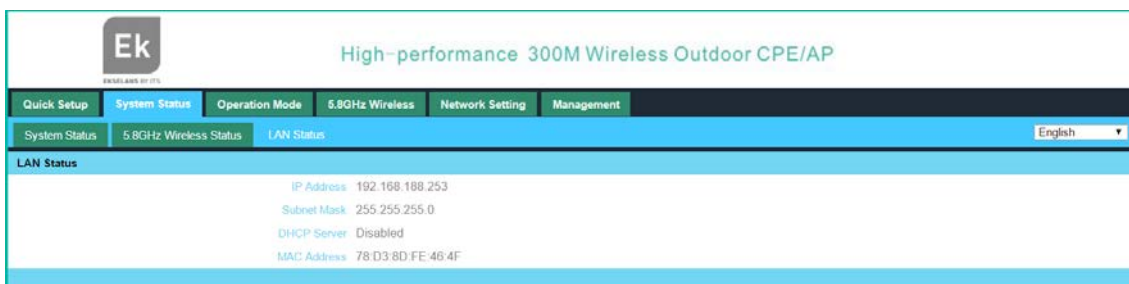 Ek
EKSELANS BY ITS
High-performance 300M Wireless Outdoor CPE/AP
Quick Setup System Status Operation Mode 5.8GHz Wireless Network Setting Management
System Status 5.8GHz Wireless Status LAN Status English
LAN Status
IP Address 192.168.188.253
Subnet Mask 255.255.255.0
DHCP Server Disabled
MAC Address 78:D3:8D:FE:46:4F